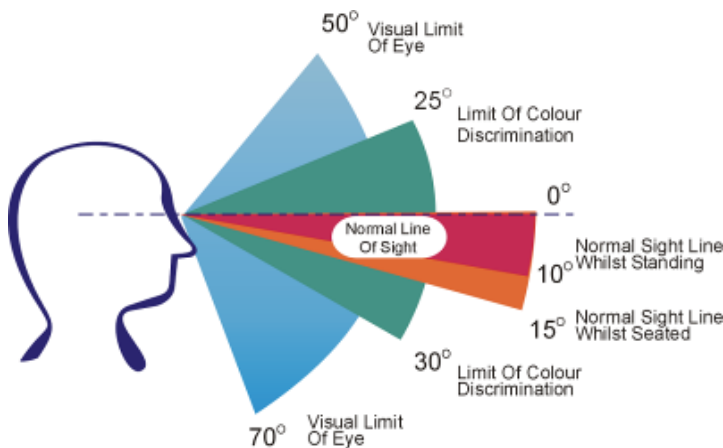 50°
Visual Limit
Of Eye
25°
Limit Of Colour
Discrimination
0°
Normal Line
Of Sight
10°
Normal Sight Line
Whilst Standing
15°
Normal Sight Line
Whilst Seated
30°
Limit Of Colour
Discrimination
70°
Visual Limit
Of Eye